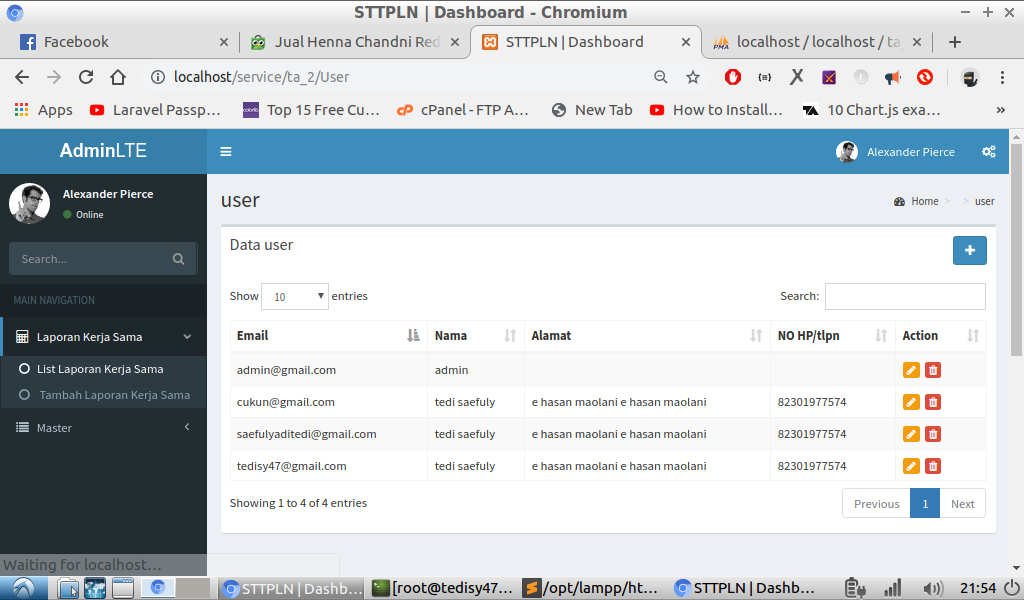 STTPLN | Dashboard - Chromium
Facebook
Jual Henna Chandni Red
STTPLN | Dashboard
PMA
localhost / localhost / ta_
localhost/service/ta_2/User
Apps
Laravel Passp...
colorlib
Top 15 Free Cu...
cP
cPanel - FTP A...
New Tab
How to Install...
10 Chart.js exa...
»
AdminLTE
Alexander Pierce
Alexander Pierce
Online
user
Home > > user
Search...
Data user
MAIN NAVIGATION
Show 10 entries
Search:
Laporan Kerja Sama
List Laporan Kerja Sama
Tambah Laporan Kerja Sama
Master
Email Nama Alamat NO HP/tlpn Action
admin@gmail.com admin
cukun@gmail.com tedi saefuly e hasan maolani e hasan maolani 82301977574
saefulyaditedi@gmail.com tedi saefuly e hasan maolani e hasan maolani 82301977574
tedisy47@gmail.com tedi saefuly e hasan maolani e hasan maolani 82301977574
Showing 1 to 4 of 4 entries
Previous 1 Next
Waiting for localhost...
STTPLN | Dashb...
[root@tedisy47...
/opt/lampp/ht...
STTPLN | Dashb...
21:54